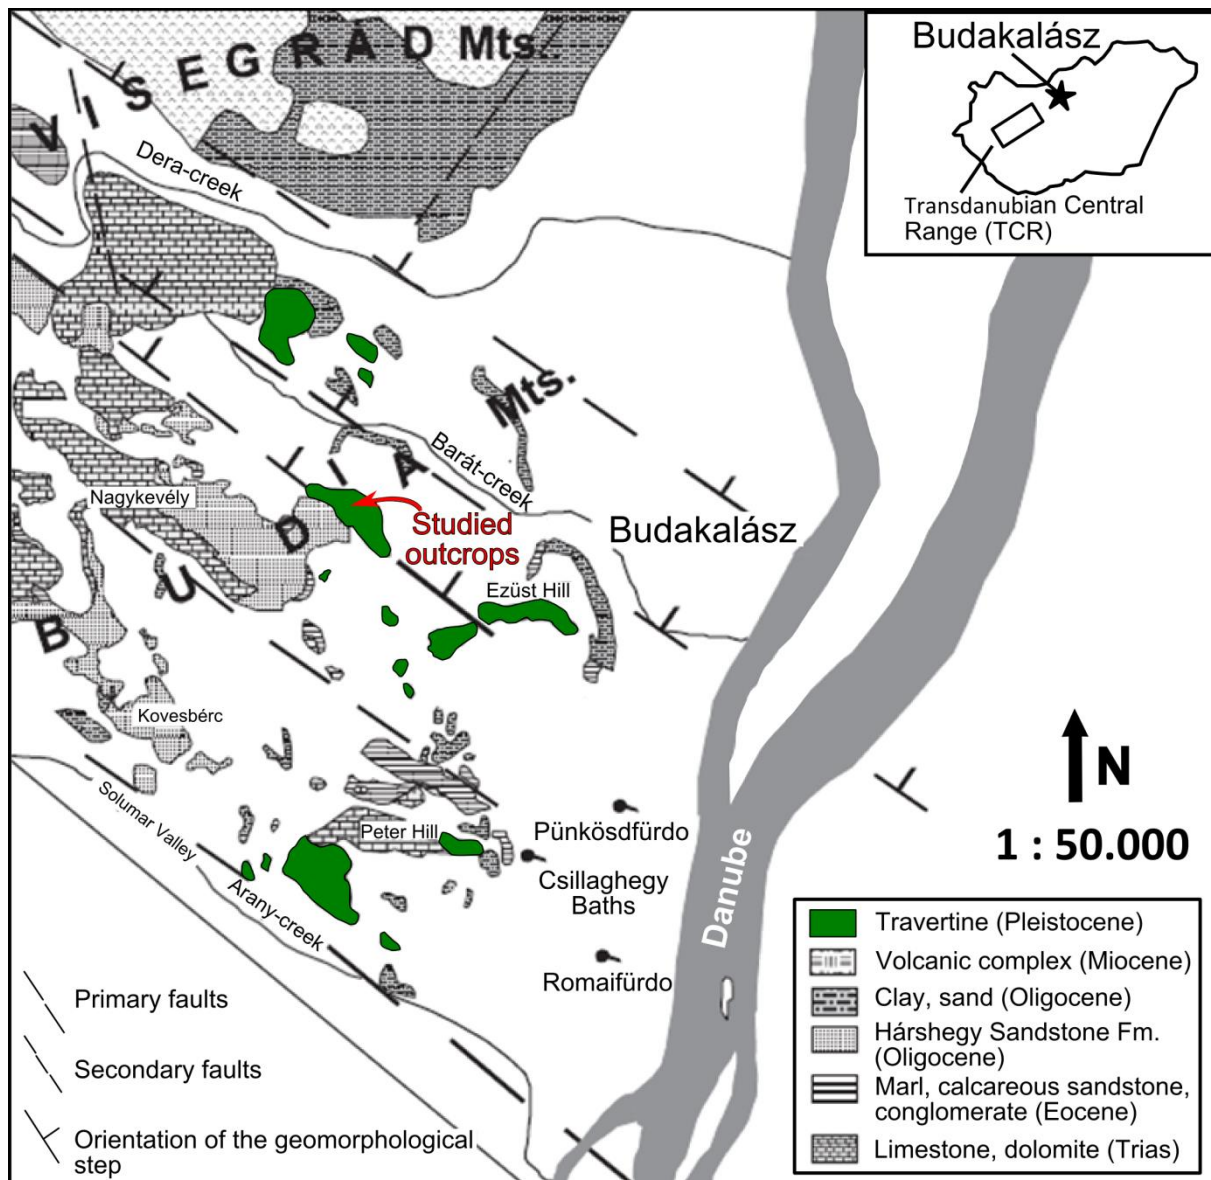 VISEGRÁD Mts.
Budakalász
Transdanubian Central
Range (TCR)
Dera-creek
BUDAI Mts.
Barát-creek
Nagykevély
Studied
outcrops
Budakalász
Ezüst Hill
Kovesbérc
Solumar Valley
Peter Hill
Pünkösdfürdo
Csillaghegy
Baths
Arany-creek
Romaifürdo
Danube
N
1 : 50.000
Primary faults
Secondary faults
Orientation of the geomorphological
step
Travertine (Pleistocene)
Volcanic complex (Miocene)
Clay, sand (Oligocene)
Hárshegy Sandstone Fm.
(Oligocene)
Marl, calcareous sandstone,
conglomerate (Eocene)
Limestone, dolomite (Trias)